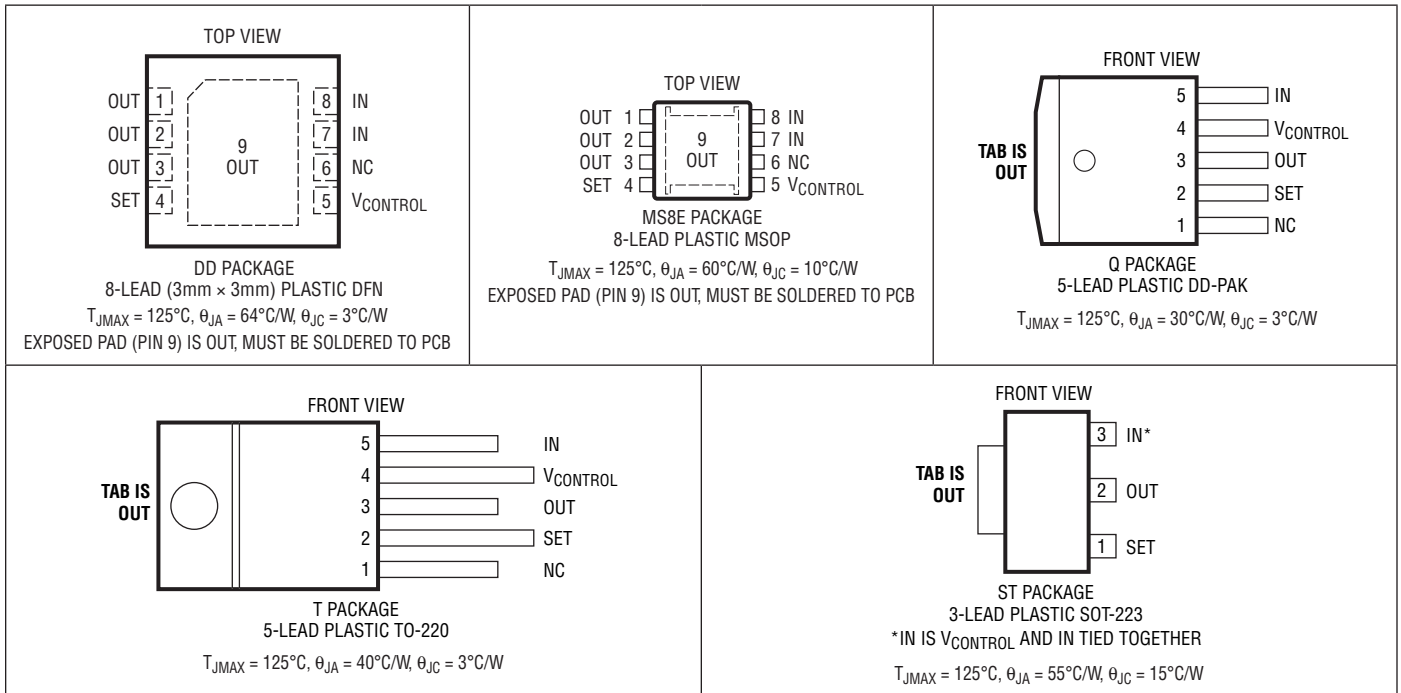 TOP VIEW
OUT 1
OUT 2
OUT 3
SET 4
9
OUT
8 IN
7 IN
6 NC
5 VCONTROL
DD PACKAGE
8-LEAD (3mm × 3mm) PLASTIC DFN
TJMAX = 125°C, θJA = 64°C/W, θJC = 3°C/W
EXPOSED PAD (PIN 9) IS OUT, MUST BE SOLDERED TO PCB
TOP VIEW
OUT 1
OUT 2
OUT 3
SET 4
9
OUT
8 IN
7 IN
6 NC
5 VCONTROL
MS8E PACKAGE
8-LEAD PLASTIC MSOP
TJMAX = 125°C, θJA = 60°C/W, θJC = 10°C/W
EXPOSED PAD (PIN 9) IS OUT, MUST BE SOLDERED TO PCB
FRONT VIEW
TAB IS
OUT
5 IN
4 VCONTROL
3 OUT
2 SET
1 NC
Q PACKAGE
5-LEAD PLASTIC DD-PAK
TJMAX = 125°C, θJA = 30°C/W, θJC = 3°C/W
FRONT VIEW
TAB IS
OUT
5 IN
4 VCONTROL
3 OUT
2 SET
1 NC
T PACKAGE
5-LEAD PLASTIC TO-220
TJMAX = 125°C, θJA = 40°C/W, θJC = 3°C/W
FRONT VIEW
TAB IS
OUT
3 IN*
2 OUT
1 SET
ST PACKAGE
3-LEAD PLASTIC SOT-223
*IN IS VCONTROL AND IN TIED TOGETHER
TJMAX = 125°C, θJA = 55°C/W, θJC = 15°C/W